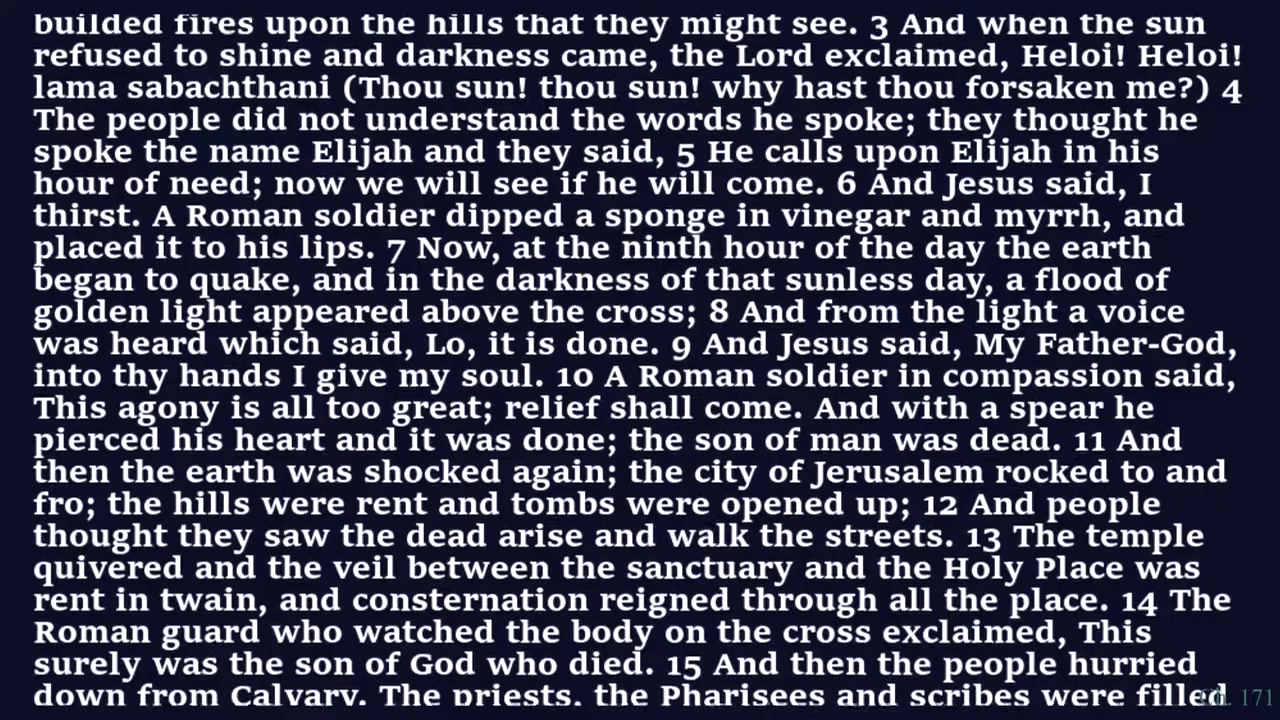 builded fires upon the hills that they might see. 3 And when the sun
refused to shine and darkness came, the Lord exclaimed, Heloi! Heloi!
lama sabachthani (Thou sun! thou sun! why hast thou forsaken me?) 4
The people did not understand the words he spoke; they thought he
spoke the name Elijah and they said, 5 He calls upon Elijah in his
hour of need; now we will see if he will come. 6 And Jesus said, I
thirst. A Roman soldier dipped a sponge in vinegar and myrrh, and
placed it to his lips. 7 Now, at the ninth hour of the day the earth
began to quake, and in the darkness of that sunless day, a flood of
golden light appeared above the cross; 8 And from the light a voice
was heard which said, Lo, it is done. 9 And Jesus said, My Father-God,
into thy hands I give my soul. 10 A Roman soldier in compassion said,
This agony is all too great; relief shall come. And with a spear he
pierced his heart and it was done; the son of man was dead. 11 And
then the earth was shocked again; the city of Jerusalem rocked to and
fro; the hills were rent and tombs were opened up; 12 And people
thought they saw the dead arise and walk the streets. 13 The temple
quivered and the veil between the sanctuary and the Holy Place was
rent in twain, and consternation reigned through all the place. 14 The
Roman guard who watched the body on the cross exclaimed, This
surely was the son of God who died. 15 And then the people hurried
down from Calvary. The priests, the Pharisees and scribes were filled
Ch. 171